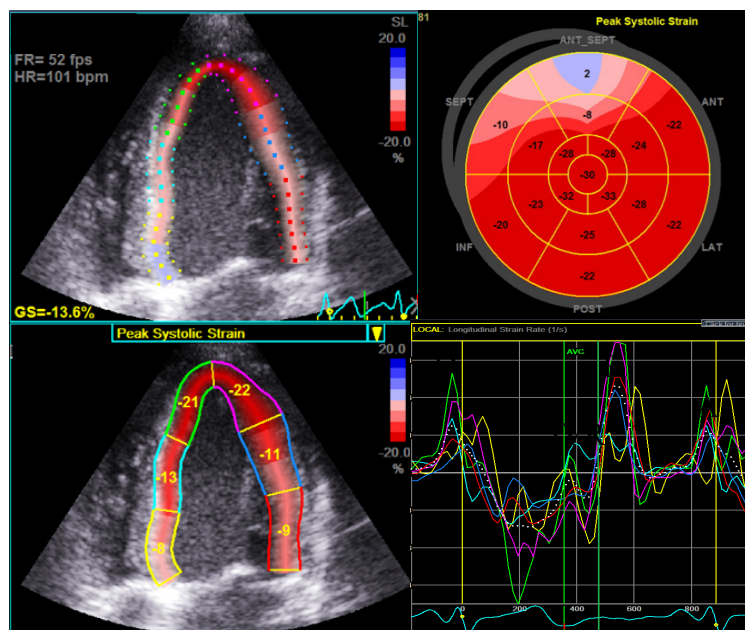 SL
20.0
FR= 52 fps
HR=101 bpm
-20.0
%
GS=-13.6%
81
Peak Systolic Strain
ANT_SEPT
SEPT
ANT
2
-8
-10
-22
-17
-28
-28
-24
-30
-32
-33
-20
-23
-28
-22
-25
-22
INF
LAT
POST
Peak Systolic Strain
20.0
-21
-22
-13
-11
-8
-9
-20.0
%
LOCAL: Longitudinal Strain Rate (1/s)
AVC
0
200
400
600
800